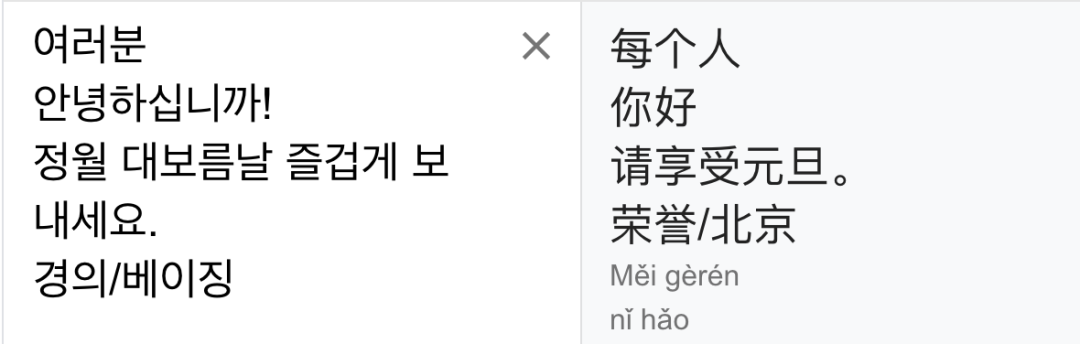 여러분
안녕하십니까!
정월 대보름날 즐겁게 보
내세요.
경의/베이징
每个人
你好
请享受元旦。
荣誉/北京
Měi gèrén
nǐ hǎo